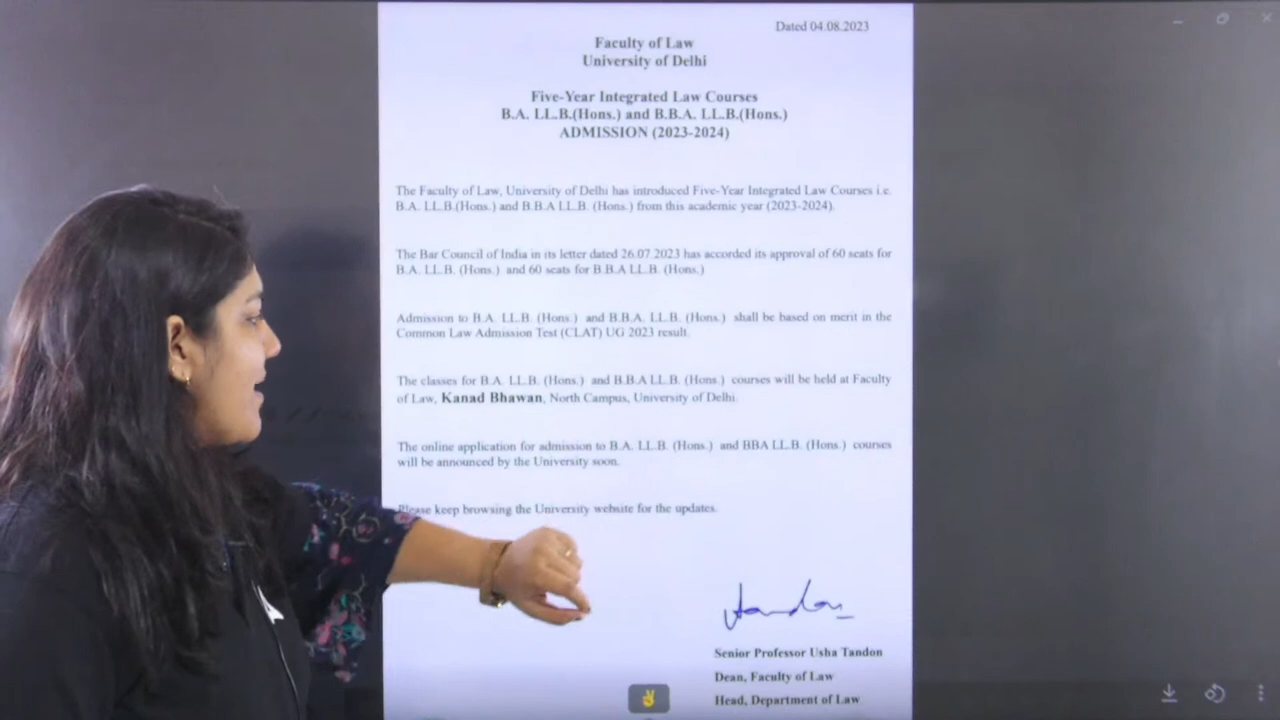 Dated 04.08.2023
Faculty of Law
University of Delhi
Five-Year Integrated Law Courses
B.A. LL.B.(Hons.) and B.B.A. LL.B.(Hons.)
ADMISSION (2023-2024)
The Faculty of Law, University of Delhi has introduced Five-Year Integrated Law Courses i.e.
B.A. LL.B.(Hons.) and B.B.A LL.B. (Hons.) from this academic year (2023-2024).
The Bar Council of India in its letter dated 26.07.2023 has accorded its approval of 60 seats for
B.A. LL.B. (Hons.) and 60 seats for B.B.A LL.B. (Hons.)
Admission to B.A. LL.B. (Hons.) and B.B.A. LL.B. (Hons.) shall be based on merit in the
Common Law Admission Test (CLAT) UG 2023 result.
The classes for B.A. LL.B. (Hons.) and B.B.A LL.B. (Hons.) courses will be held at Faculty
of Law, Kanad Bhawan, North Campus, University of Delhi.
The online application for admission to B.A. LL.B. (Hons.) and BBA LL.B. (Hons.) courses
will be announced by the University soon.
Please keep browsing the University website for the updates.
Tandon
Senior Professor Usha Tandon
Dean, Faculty of Law
Head, Department of Law